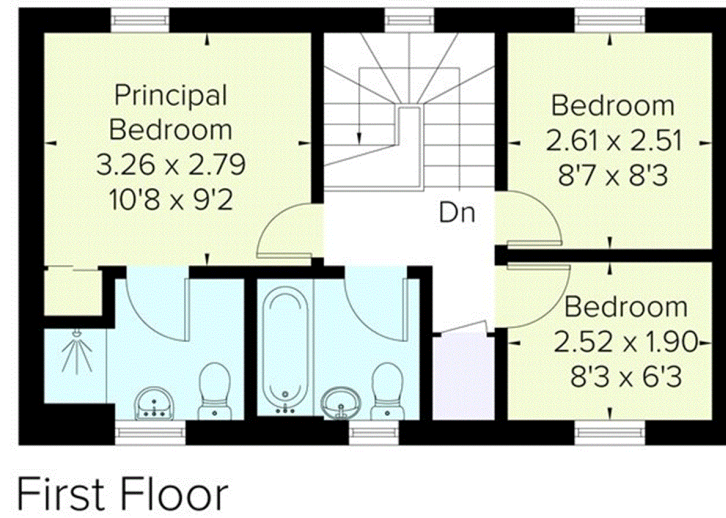 Principal
Bedroom
3.26 x 2.79
10'8 x 9'2
Dn
Bedroom
2.61 x 2.51
8'7 x 8'3
Bedroom
2.52 x 1.90
8'3 x 6'3
First Floor